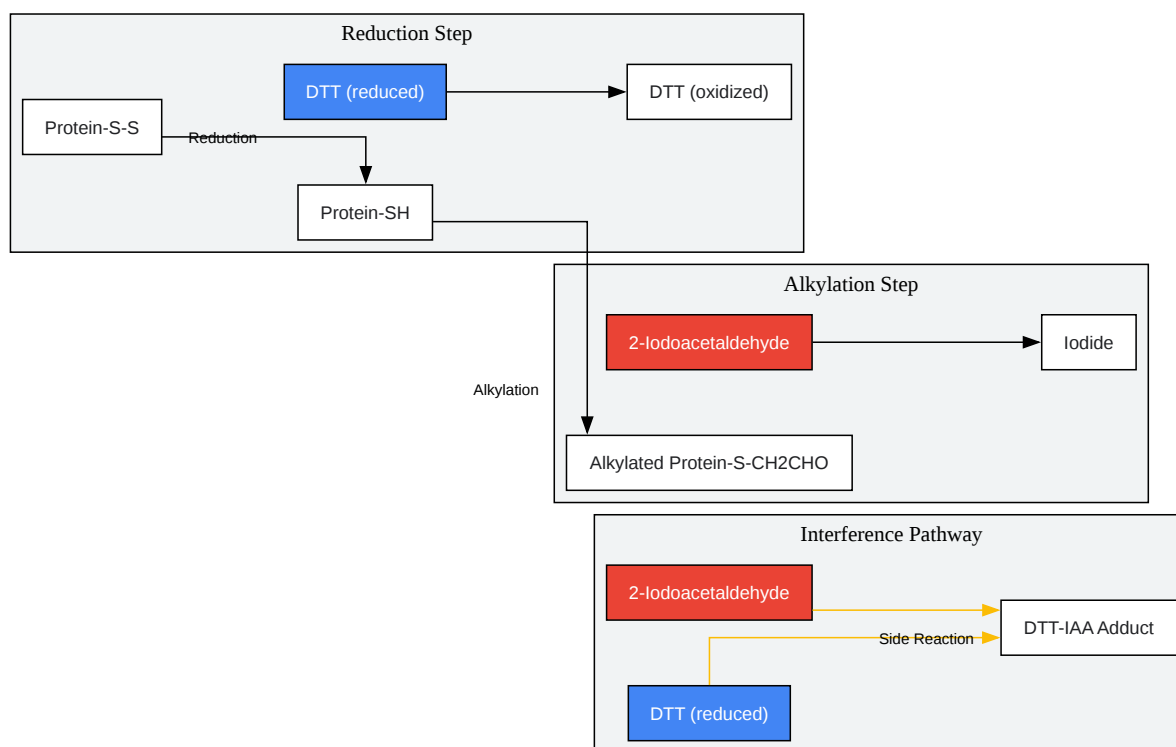 Reduction Step
DTT (reduced)
DTT (oxidized)
Protein-S-S
Reduction
Protein-SH
Alkylation Step
2-Iodoacetaldehyde
Iodide
Alkylation
Alkylated Protein-S-CH2CHO
Interference Pathway
2-Iodoacetaldehyde
DTT-IAA Adduct
Side Reaction
DTT (reduced)